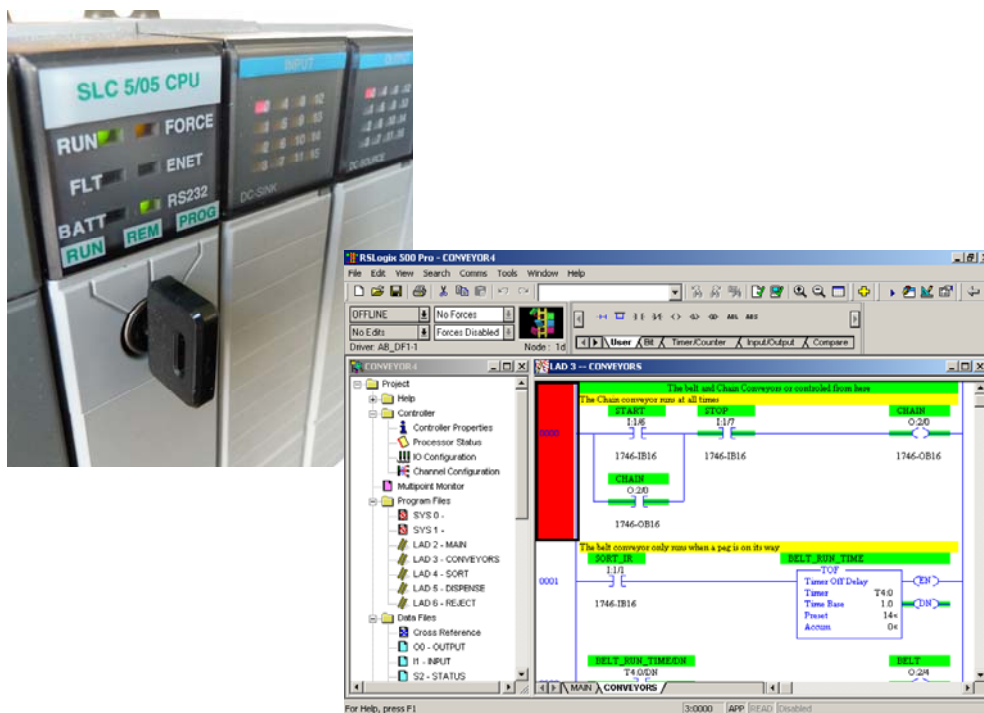 SLC 5/05 CPU
RUN FORCE
FLT ENET
BATT RS232
RUN REM PROG
INPUT
DC-SINK
OUTPUT
DC-SOURCE
RSLogix 500 Pro - CONVEYOR4
File Edit View Search Comms Tools Window Help
OFFLINE No Forces
No Edits Forces Disabled
Driver: AB_DF1-1 Node : 1d
ABL ABS
User Bit Timer/Counter Input/Output Compare
CONVEYOR4
Project
Help
Controller
Controller Properties
Processor Status
IO Configuration
Channel Configuration
Multipoint Monitor
Program Files
SYS 0 -
SYS 1 -
LAD 2 - MAIN
LAD 3 - CONVEYORS
LAD 4 - SORT
LAD 5 - DISPENSE
LAD 6 - REJECT
Data Files
Cross Reference
O0 - OUTPUT
I1 - INPUT
S2 - STATUS
LAD 3 -- CONVEYORS
The belt and Chain Conveyors or controled from here
The Chain conveyor runs at all times
START STOP CHAIN
I:1/6 I:1/7 O:2/0
0000
1746-IB16 1746-IB16 1746-OB16
CHAIN
O:2/0
1746-OB16
The belt conveyor only runs when a peg is on its way
SORT_IR BELT_RUN_TIME
I:1/1 TOF
0001
Timer Off Delay EN
Timer T4:0
1746-IB16 Time Base 1.0 DN
Preset 14<
Accum 0<
BELT_RUN_TIME/DN BELT
T4:0/DN O:2/4
MAIN CONVEYORS
For Help, press F1 3:0000 APP READ Disabled